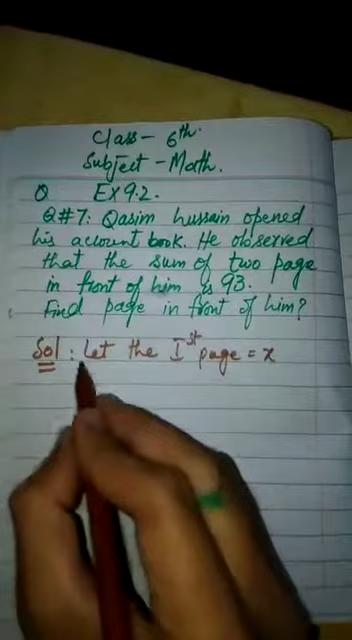 Class- 6th.
Subject - Math.
Q Ex 9.2.
Q#7: Qasim hussain opened
his account book. He observed
that the sum of two page
in front of him is 93.
Find page in front of him?
Sol: Let the Ist page = x